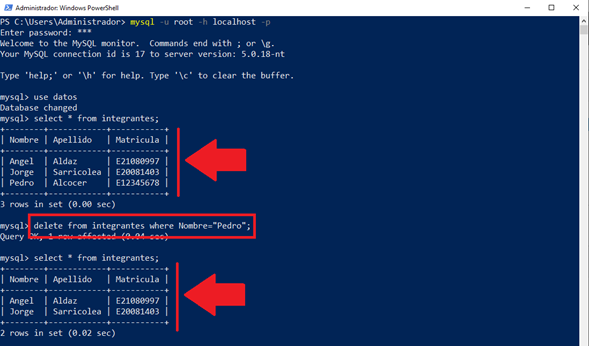 Administrador: Windows PowerShell
PS C:\Users\Administrador> mysql -u root -h localhost -p
Enter password: ***
Welcome to the MySQL monitor.  Commands end with ; or \g.
Your MySQL connection id is 17 to server version: 5.0.18-nt

Type 'help;' or '\h' for help. Type '\c' to clear the buffer.

mysql> use datos
Database changed
mysql> select * from integrantes;
+--------+------------+-----------+
| Nombre | Apellido   | Matricula |
+--------+------------+-----------+
| Angel  | Aldaz      | E21080997 |
| Jorge  | Sarricolea | E20081403 |
| Pedro  | Alcocer    | E12345678 |
+--------+------------+-----------+
3 rows in set (0.00 sec)

mysql> delete from integrantes where Nombre="Pedro";
Query OK, 1 row affected (0.04 sec)

mysql> select * from integrantes;
+--------+------------+-----------+
| Nombre | Apellido   | Matricula |
+--------+------------+-----------+
| Angel  | Aldaz      | E21080997 |
| Jorge  | Sarricolea | E20081403 |
+--------+------------+-----------+
2 rows in set (0.02 sec)